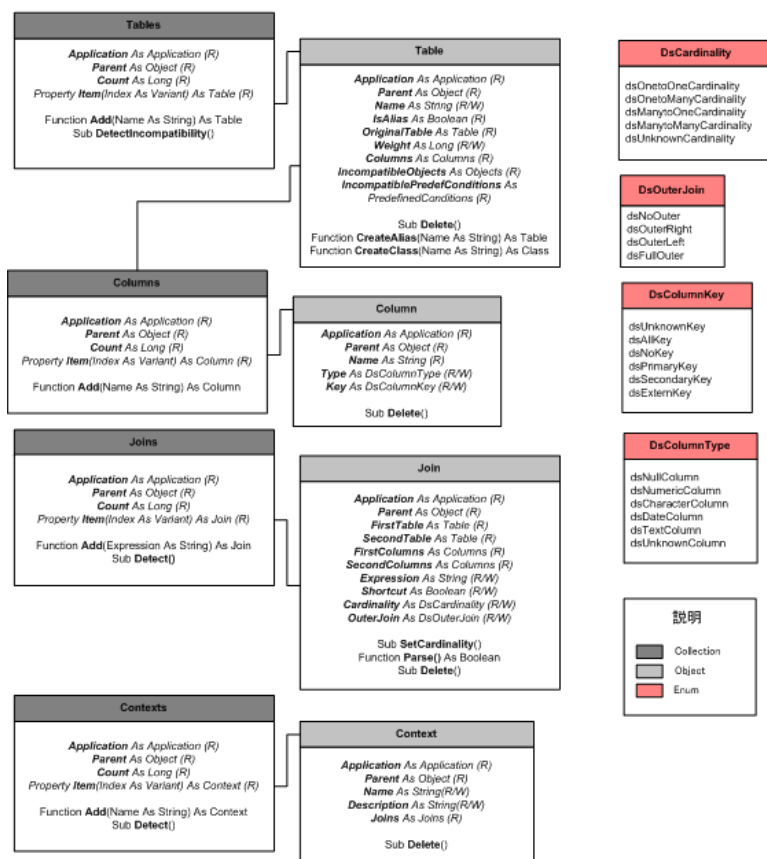 Tables
Application As Application (R)
Parent As Object (R)
Count As Long (R)
Property Item(Index As Variant) As Table (R)
Function Add(Name As String) As Table
Sub DetectIncompatibility()
Table
Application As Application (R)
Parent As Object (R)
Name As String (R/W)
IsAlias As Boolean (R)
OriginalTable As Table (R)
Weight As Long (R/W)
Columns As Columns (R)
IncompatibleObjects As Objects (R)
IncompatiblePredefConditions As
PredefinedConditions (R)
Sub Delete()
Function CreateAlias(Name As String) As Table
Function CreateClass(Name As String) As Class
DsCardinality
dsOnetoOneCardinality
dsOnetoManyCardinality
dsManytoOneCardinality
dsManytoManyCardinality
dsUnknownCardinality
DsOuterJoin
dsNoOuter
dsOuterRight
dsOuterLeft
dsFullOuter
Columns
Application As Application (R)
Parent As Object (R)
Count As Long (R)
Property Item(Index As Variant) As Column (R)
Function Add(Name As String) As Column
Column
Application As Application (R)
Parent As Object (R)
Name As String (R)
Type As DsColumnType (R/W)
Key As DsColumnKey (R/W)
Sub Delete()
DsColumnKey
dsUnknownKey
dsAllKey
dsNoKey
dsPrimaryKey
dsSecondaryKey
dsExternKey
Joins
Application As Application (R)
Parent As Object (R)
Count As Long (R)
Property Item(Index As Variant) As Join (R)
Function Add(Expression As String) As Join
Sub Detect()
Join
Application As Application (R)
Parent As Object (R)
FirstTable As Table (R)
SecondTable As Table (R)
FirstColumns As Columns (R)
SecondColumns As Columns (R)
Expression As String (R/W)
Shortcut As Boolean (R/W)
Cardinality As DsCardinality (R/W)
OuterJoin As DsOuterJoin (R/W)
Sub SetCardinality()
Function Parse() As Boolean
Sub Delete()
DsColumnType
dsNullColumn
dsNumericColumn
dsCharacterColumn
dsDateColumn
dsTextColumn
dsUnknownColumn
説明
Collection
Object
Enum
Contexts
Application As Application (R)
Parent As Object (R)
Count As Long (R)
Property Item(Index As Variant) As Context (R)
Function Add(Name As String) As Context
Sub Detect()
Context
Application As Application (R)
Parent As Object (R)
Name As String(R/W)
Description As String(R/W)
Joins As Joins (R)
Sub Delete()